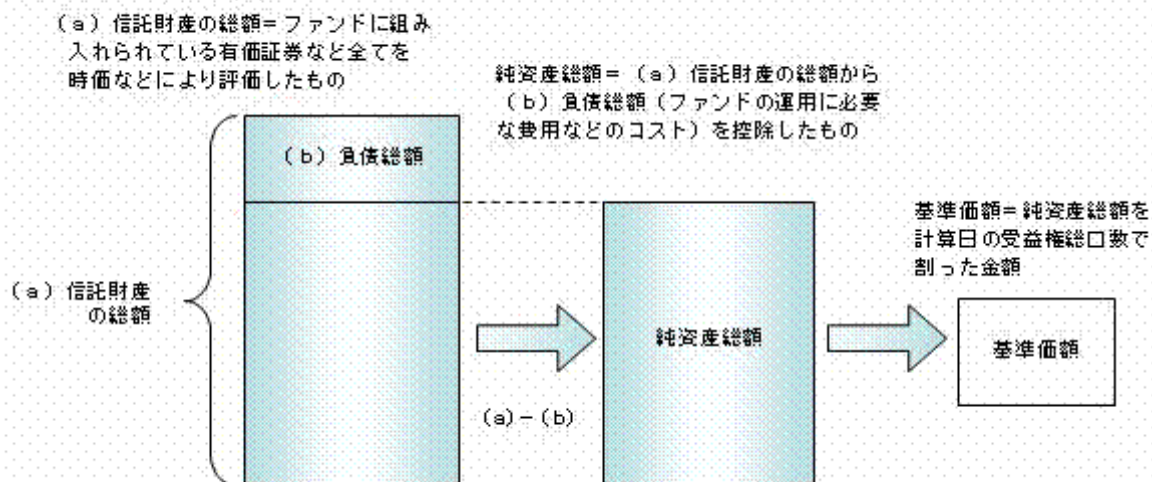 (a)信託財産の総額=ファンドに組み
入れられている有価証券など全てを
時価などにより評価したもの
純資産総額=(a)信託財産の総額から
(b)負債総額(ファンドの運用に必要
な費用などのコスト)を控除したもの
(b)負債総額
基準価額=純資産総額を
計算日の受益権総口数で
割った金額
(a)信託財産
の総額
純資産総額
基準価額
(a)-(b)